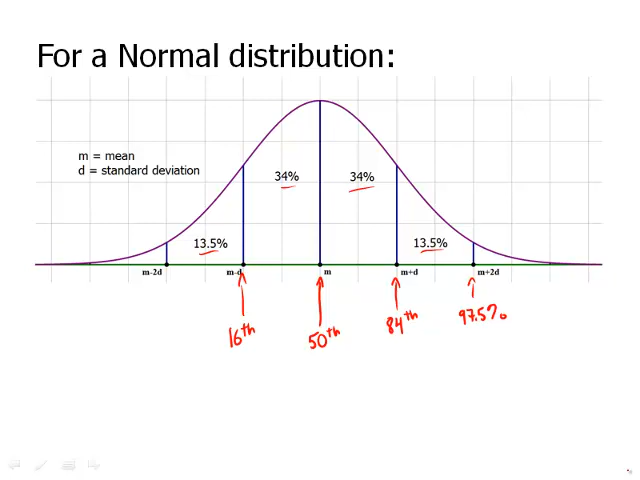 For a Normal distribution:
m = mean
d = standard deviation
34% 34%
13.5% 13.5%
m-2d m-d m m+d m+2d
16th 50th 84th 97.5%